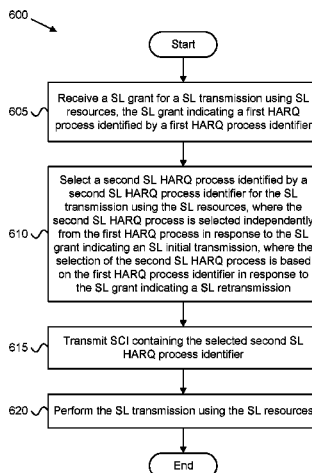 600
Start
605
Receive a SL grant for a SL transmission using SL
resources, the SL grant indicating a first HARQ
process identified by a first HARQ process identifier
610
Select a second SL HARQ process identified by a
second SL HARQ process identifier for the SL
transmission using the SL resources, where the
second SL HARQ process is selected independently
from the first HARQ process in response to the SL
grant indicating an SL initial transmission, where the
selection of the second SL HARQ process is based
on the first HARQ process identifier in response to
the SL grant indicating a SL retransmission
615
Transmit SCI containing the selected second SL
HARQ process identifier
620
Perform the SL transmission using the SL resources
End